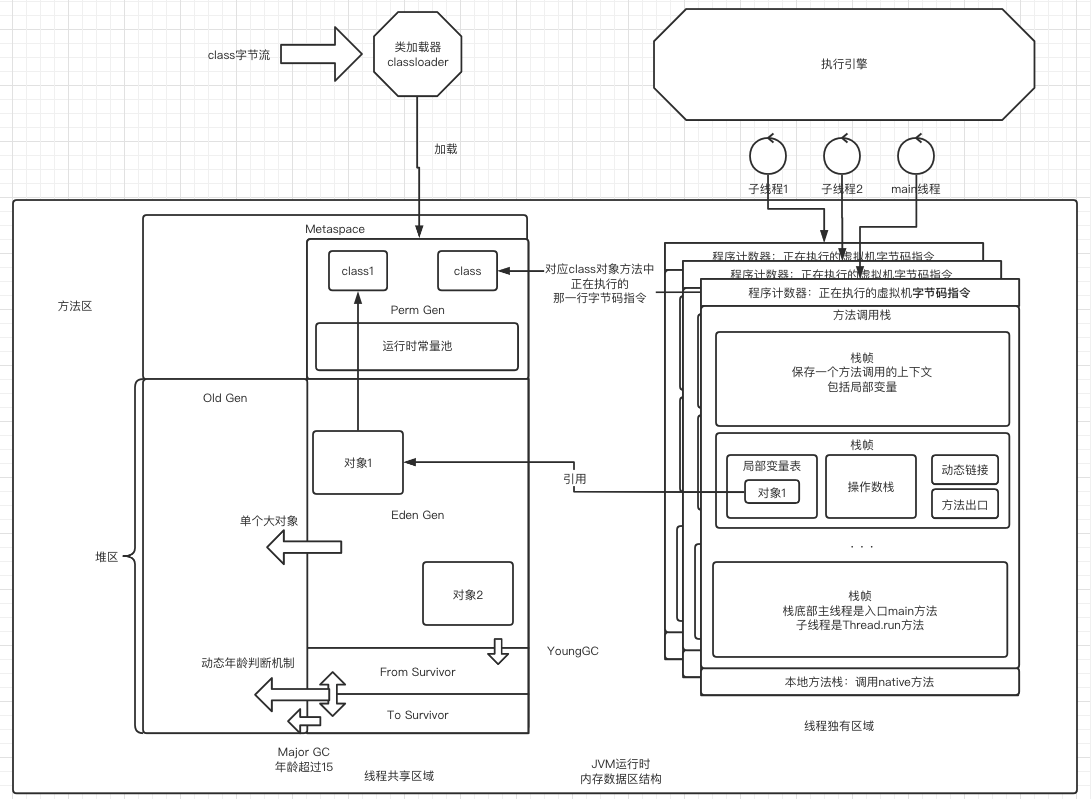 class字节流
类加载器
classloader
执行引擎
加载
子线程1
子线程2
main线程
Metaspace
class1
class
对应class对象方法中
正在执行的
那一行字节码指令
方法区
Perm Gen
运行时常量池
程序计数器：正在执行的虚拟机字节码指令
程序计数器：正在执行的虚拟机字节码指令
程序计数器：正在执行的虚拟机字节码指令
方法调用栈
栈帧
保存一个方法调用的上下文
包括局部变量
Old Gen
对象1
引用
栈帧
局部变量表
对象1
操作数栈
动态链接
方法出口
Eden Gen
单个大对象
堆区
· · ·
对象2
栈帧
栈底部主线程是入口main方法
子线程是Thread.run方法
YoungGC
动态年龄判断机制
From Survivor
To Survivor
本地方法栈：调用native方法
线程独有区域
Major GC
年龄超过15
线程共享区域
JVM运行时
内存数据区结构